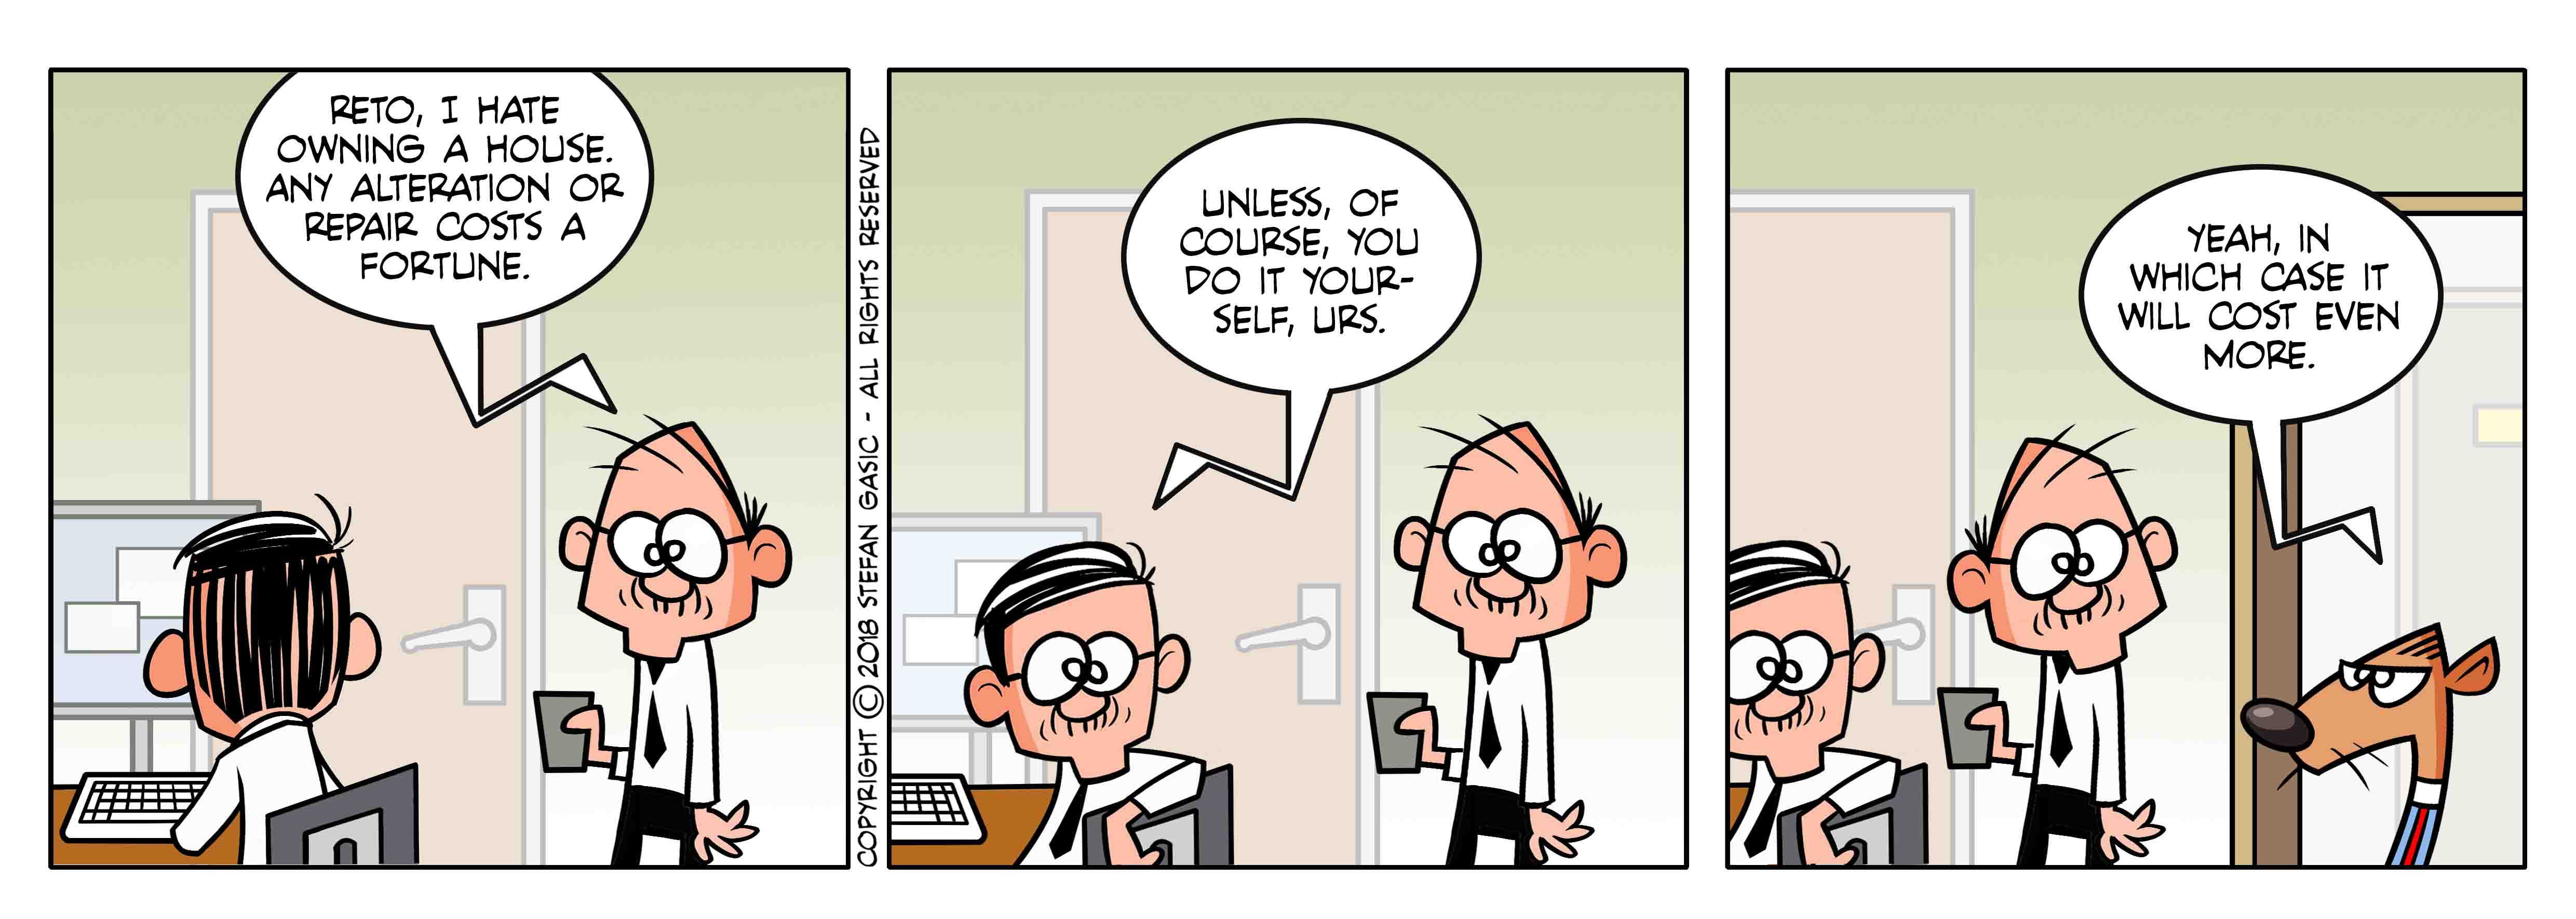 RETO, I HATE
OWNING A HOUSE.
ANY ALTERATION OR
REPAIR COSTS A
FORTUNE.
COPYRIGHT © 2018 STEFAN GASIC - ALL RIGHTS RESERVED
UNLESS, OF
COURSE, YOU
DO IT YOUR-
SELF, URS.
YEAH, IN
WHICH CASE IT
WILL COST EVEN
MORE.